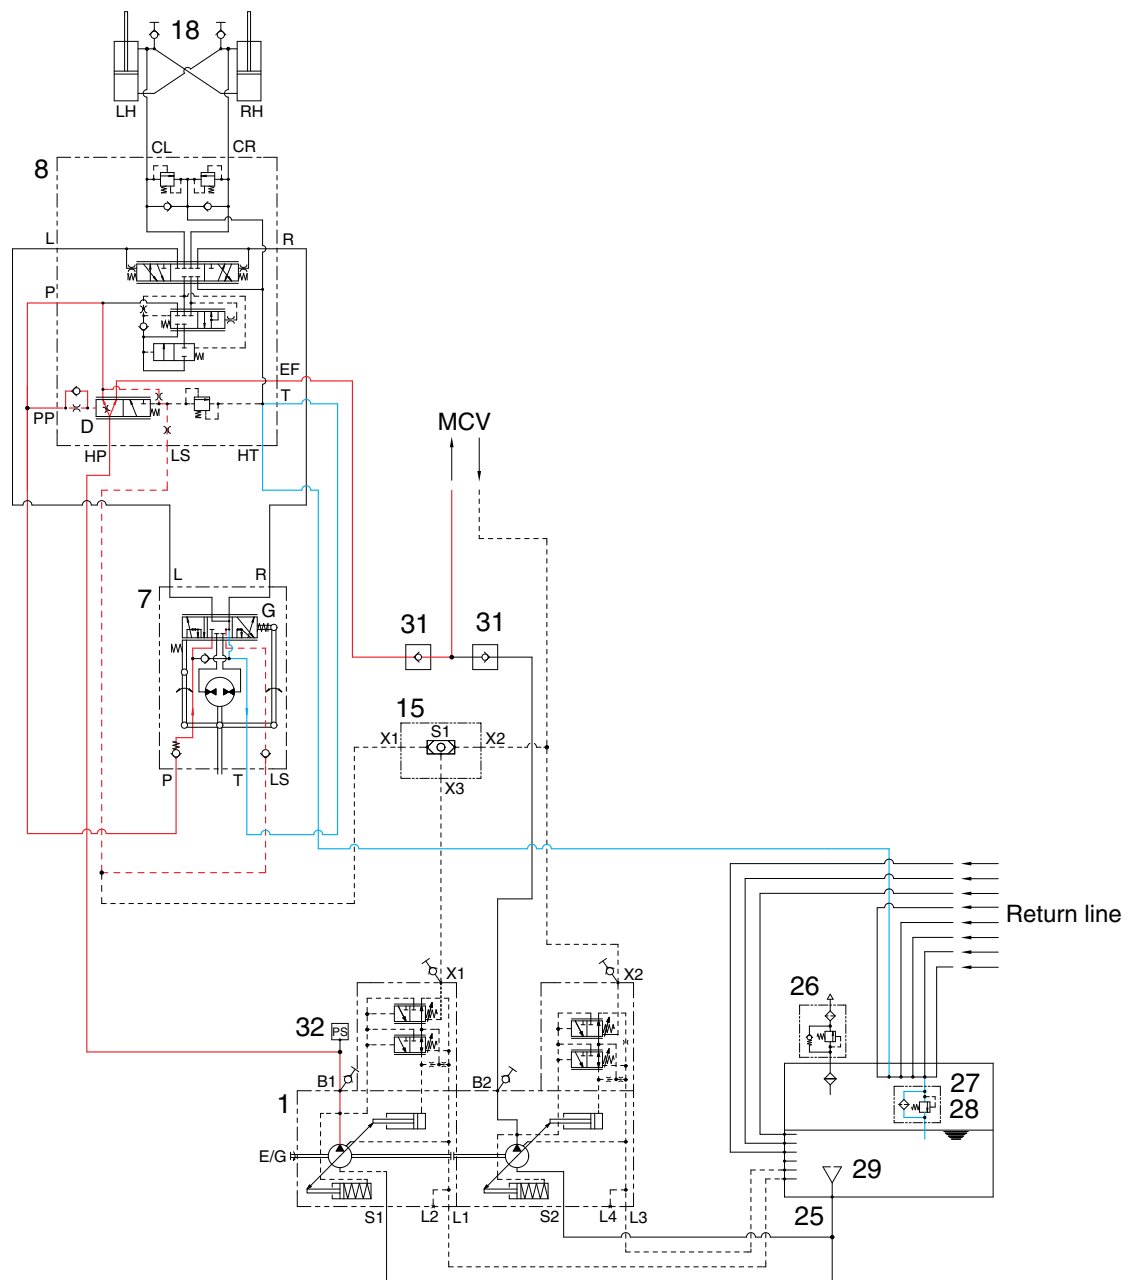 18
LH RH
CL CR
8
L R
P
EF
T
PP D
HP LS HT
MCV
L R
7 G
31 31
15
X1 S1 X2
X3
P T LS
Return line
X1 X2
26
32 PS
B1 B2
27
1 28
E/G
29
S1 L2 L1 S2 L4 L3 25